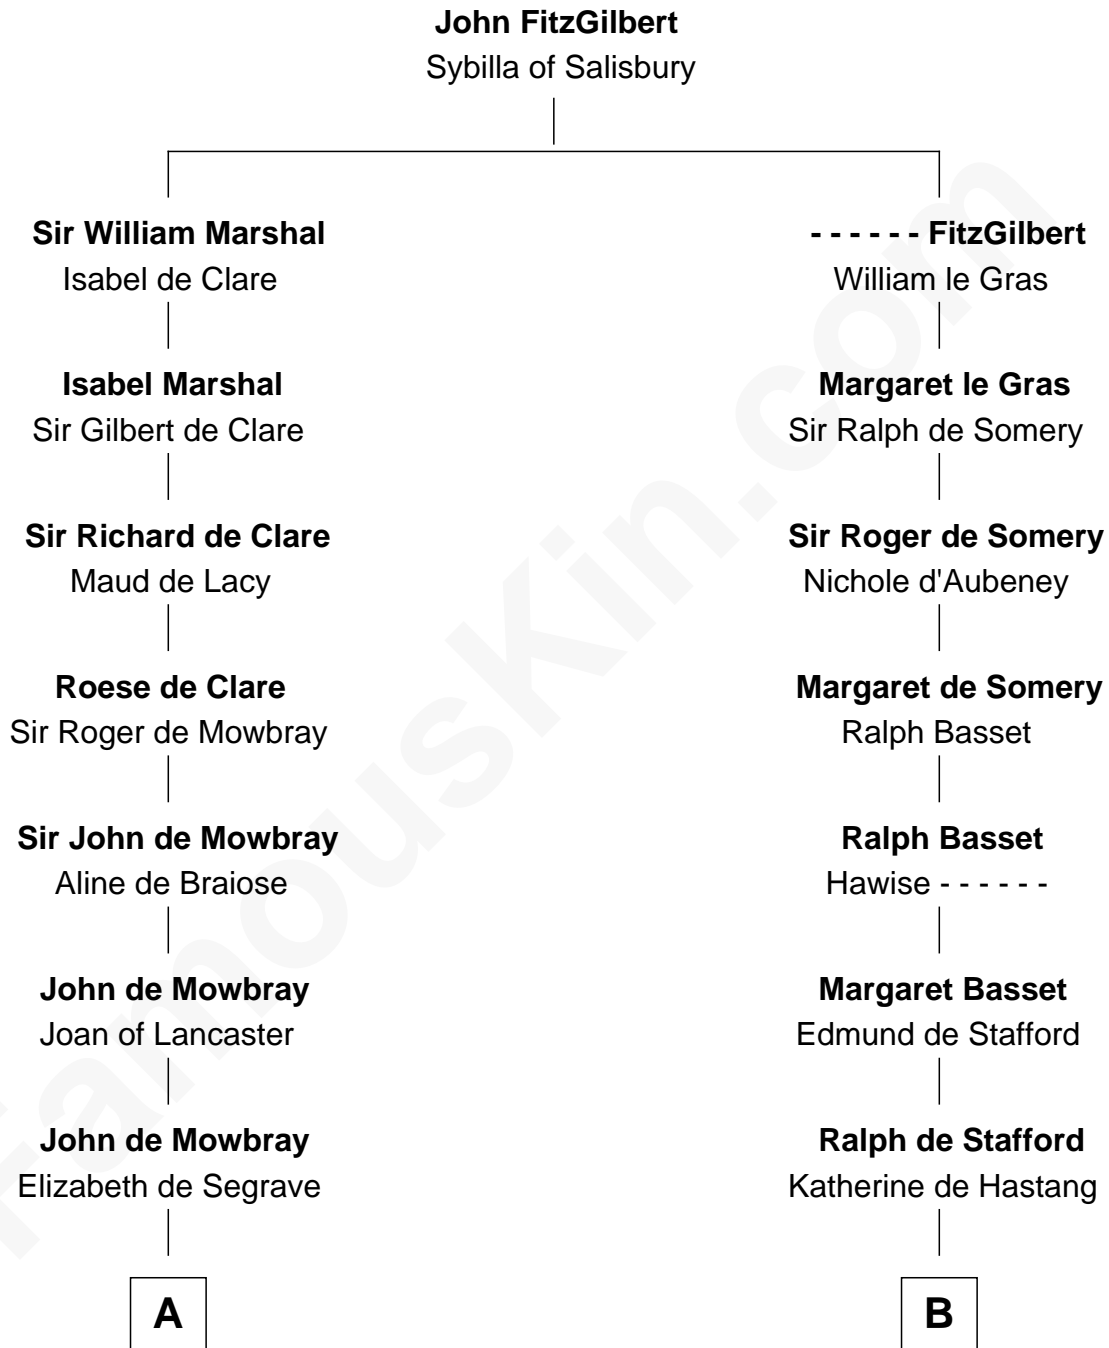 John FitzGilbert
Sybilla of Salisbury
Sir William Marshal
Isabel de Clare
- - - - - - FitzGilbert
William le Gras
Isabel Marshal
Sir Gilbert de Clare
Margaret le Gras
Sir Ralph de Somery
Sir Richard de Clare
Maud de Lacy
Sir Roger de Somery
Nichole d'Aubeney
Roese de Clare
Sir Roger de Mowbray
Margaret de Somery
Ralph Basset
Sir John de Mowbray
Aline de Braiose
Ralph Basset
Hawise - - - - - -
John de Mowbray
Joan of Lancaster
Margaret Basset
Edmund de Stafford
John de Mowbray
Elizabeth de Segrave
Ralph de Stafford
Katherine de Hastang
A
B
FamousKin.com